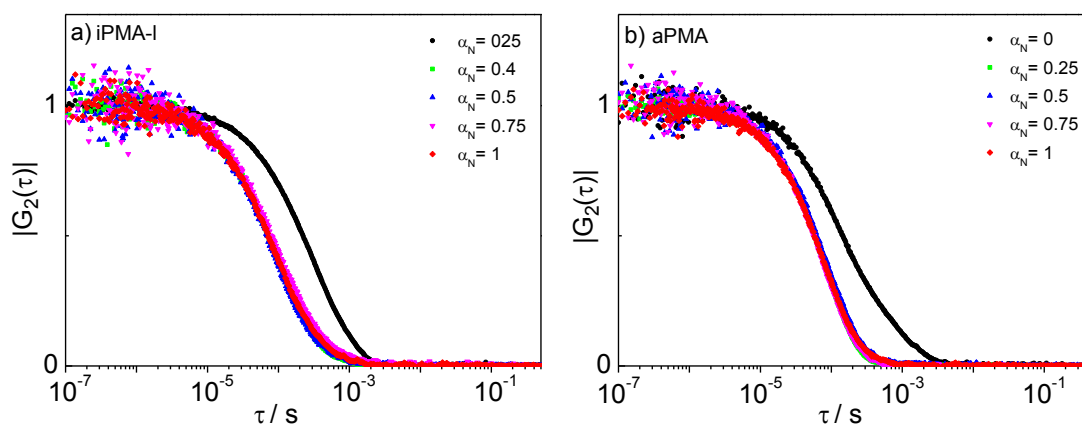 a) iPMA-I
α_N = 025
α_N = 0.4
α_N = 0.5
α_N = 0.75
α_N = 1
|G₂(τ)|
1
0
10⁻⁷
10⁻⁵
10⁻³
10⁻¹
τ / s
b) aPMA
α_N = 0
α_N = 0.25
α_N = 0.5
α_N = 0.75
α_N = 1
|G₂(τ)|
1
0
10⁻⁷
10⁻⁵
10⁻³
10⁻¹
τ / s